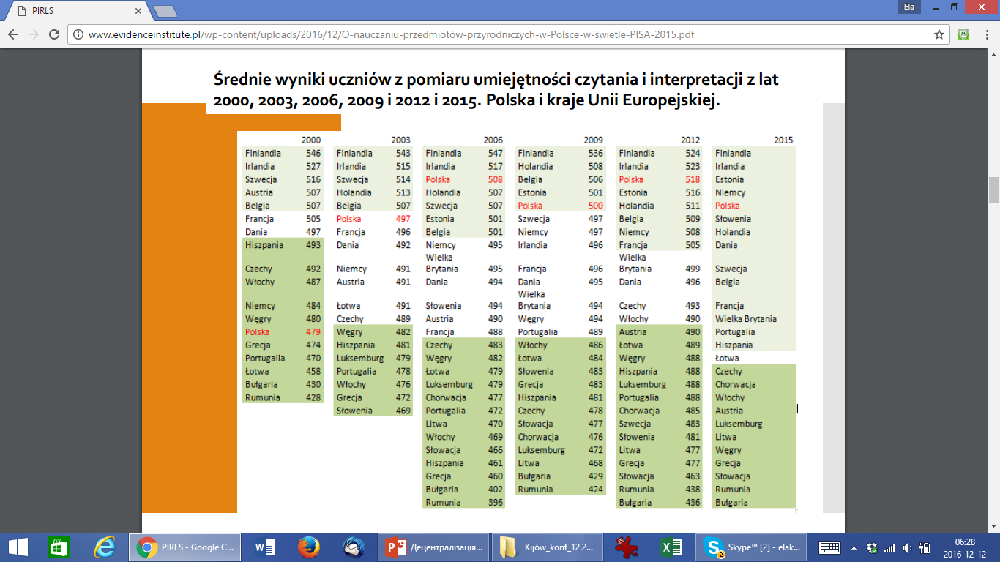 PIRLS
Ela
www.evidenceinstitute.pl/wp-content/uploads/2016/12/O-nauczaniu-przedmiotów-przyrodniczych-w-Polsce-w-świetle-PISA-2015.pdf
Średnie wyniki uczniów z pomiaru umiejętności czytania i interpretacji z lat
2000, 2003, 2006, 2009 i 2012 i 2015. Polska i kraje Unii Europejskiej.
2000 2003 2006 2009 2012 2015
Finlandia 546 Finlandia 543 Finlandia 547 Finlandia 536 Finlandia 524 Finlandia
Irlandia 527 Irlandia 515 Irlandia 517 Holandia 508 Irlandia 523 Irlandia
Szwecja 516 Szwecja 514 Polska 508 Belgia 506 Polska 518 Estonia
Austria 507 Holandia 513 Holandia 507 Estonia 501 Estonia 516 Niemcy
Belgia 507 Belgia 507 Szwecja 507 Polska 500 Holandia 511 Polska
Francja 505 Polska 497 Estonia 501 Szwecja 497 Belgia 509 Słowenia
Dania 497 Francja 496 Belgia 501 Niemcy 497 Niemcy 508 Holandia
Hiszpania 493 Dania 492 Niemcy 495 Irlandia 496 Francja 505 Dania
Wielka Wielka
Czechy 492 Niemcy 491 Brytania 495 Francja 496 Brytania 499 Szwecja
Włochy 487 Austria 491 Dania 494 Dania 495 Dania 496 Belgia
Wielka
Niemcy 484 Łotwa 491 Słowenia 494 Brytania 494 Czechy 493 Francja
Węgry 480 Czechy 489 Austria 490 Węgry 494 Włochy 490 Wielka Brytania
Polska 479 Węgry 482 Francja 488 Portugalia 489 Austria 490 Portugalia
Grecja 474 Hiszpania 481 Czechy 483 Włochy 486 Łotwa 489 Hiszpania
Portugalia 470 Luksemburg 479 Węgry 482 Łotwa 484 Węgry 488 Łotwa
Łotwa 458 Portugalia 478 Łotwa 479 Słowenia 483 Hiszpania 488 Czechy
Bułgaria 430 Włochy 476 Luksemburg 479 Grecja 483 Luksemburg 488 Chorwacja
Rumunia 428 Grecja 472 Chorwacja 477 Hiszpania 481 Portugalia 488 Włochy
Słowenia 469 Portugalia 472 Czechy 478 Chorwacja 485 Austria
Litwa 470 Słowacja 477 Szwecja 483 Luksemburg
Włochy 469 Chorwacja 476 Słowenia 481 Litwa
Słowacja 466 Luksemburg 472 Litwa 477 Węgry
Hiszpania 461 Litwa 468 Grecja 477 Grecja
Grecja 460 Bułgaria 429 Słowacja 463 Słowacja
Bułgaria 402 Rumunia 424 Rumunia 438 Rumunia
Rumunia 396 Bułgaria 436 Bułgaria
PIRLS - Google C... Децентралізація... Kijów_konf_12.2... Skype™ [2] - elak... 06:28
2016-12-12